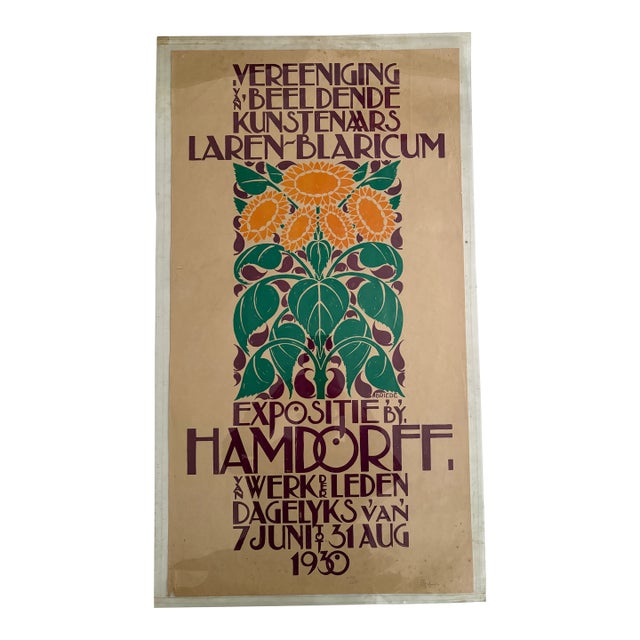 VEREENIGING
VAN BEELDENDE
KUNSTENAARS
LAREN-BLARICUM
EXPOSITIE BY
HAMDORFF.
VAN WERK DER LEDEN
DAGELYKS VAN
7 JUNI TOT 31 AUG
1930